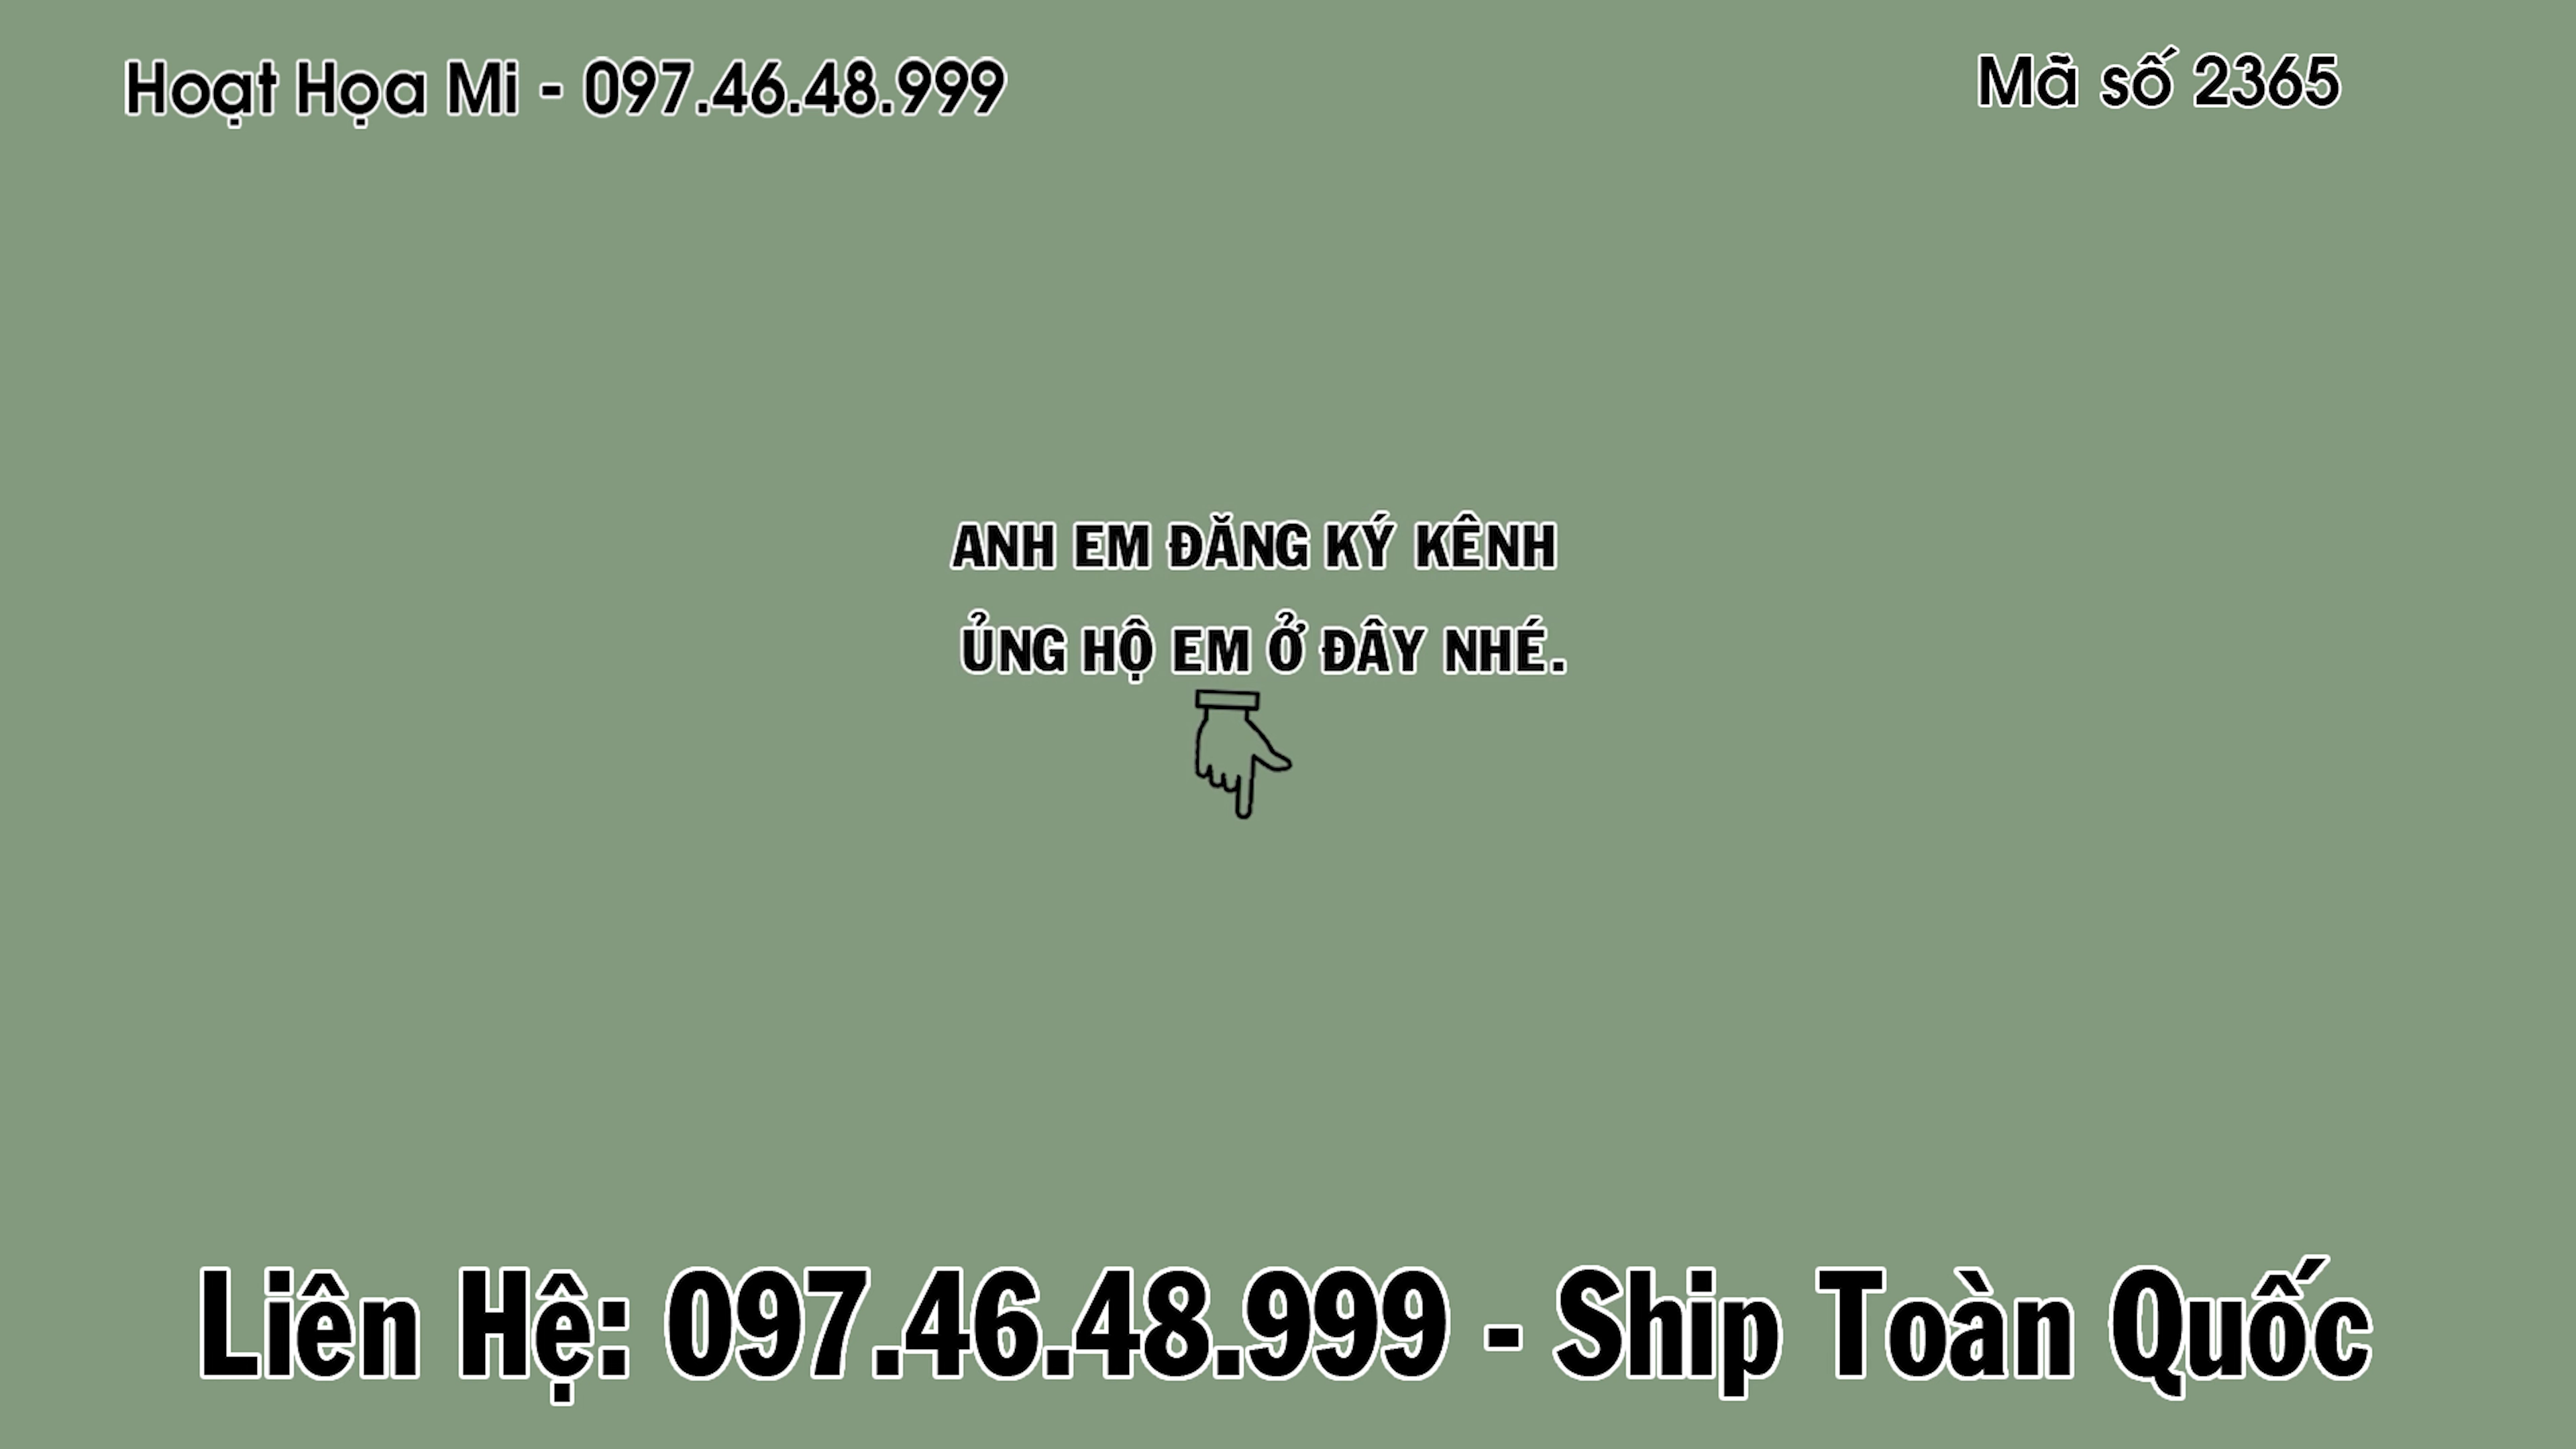 Hoạt Họa Mi - 097.46.48.999
Mã số 2365
ANH EM ĐĂNG KÝ KÊNH
ỦNG HỘ EM Ở ĐÂY NHÉ.
Liên Hệ: 097.46.48.999 - Ship Toàn Quốc